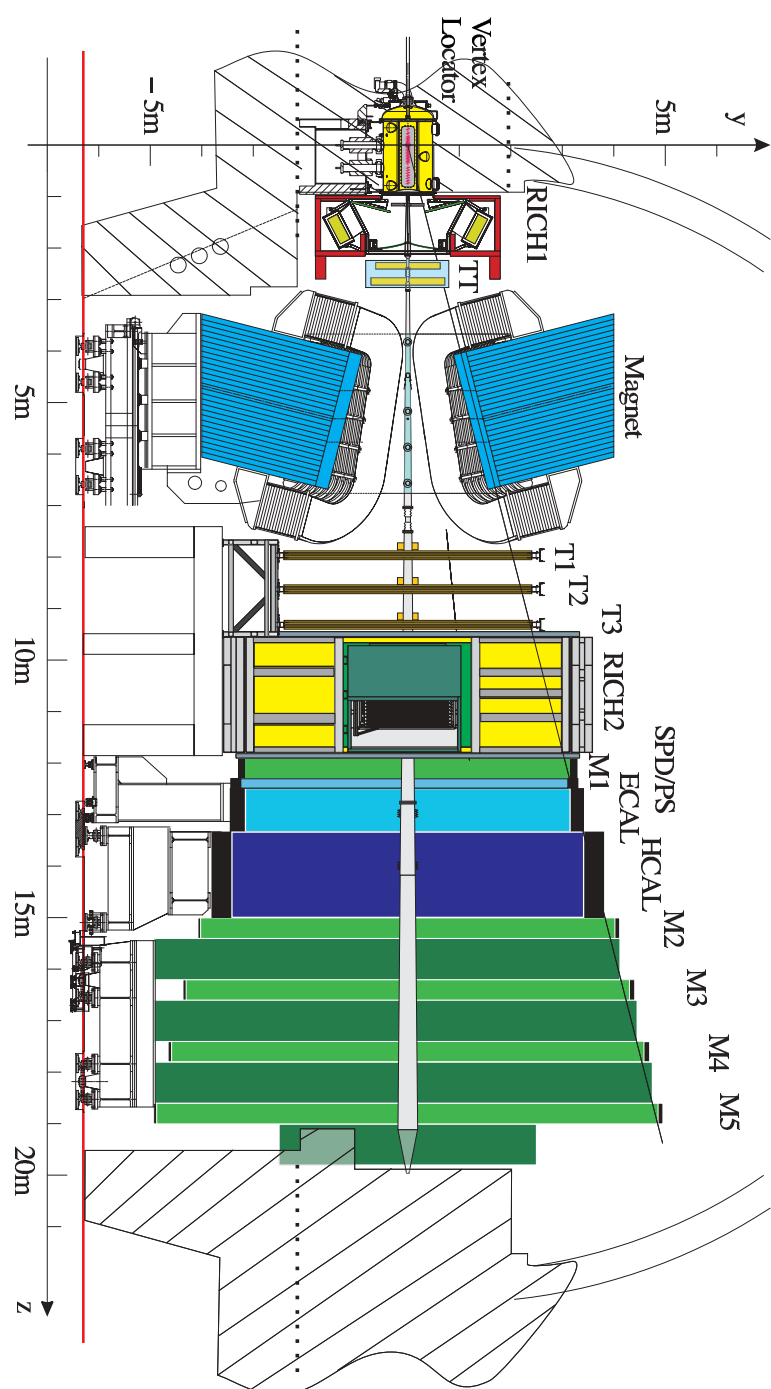 y
5m
− 5m
Vertex
Locator
RICH1
TT
Magnet
T1
T2
T3
RICH2
M1
SPD/PS
ECAL
HCAL
M2
M3
M4
M5
5m
10m
15m
20m
z